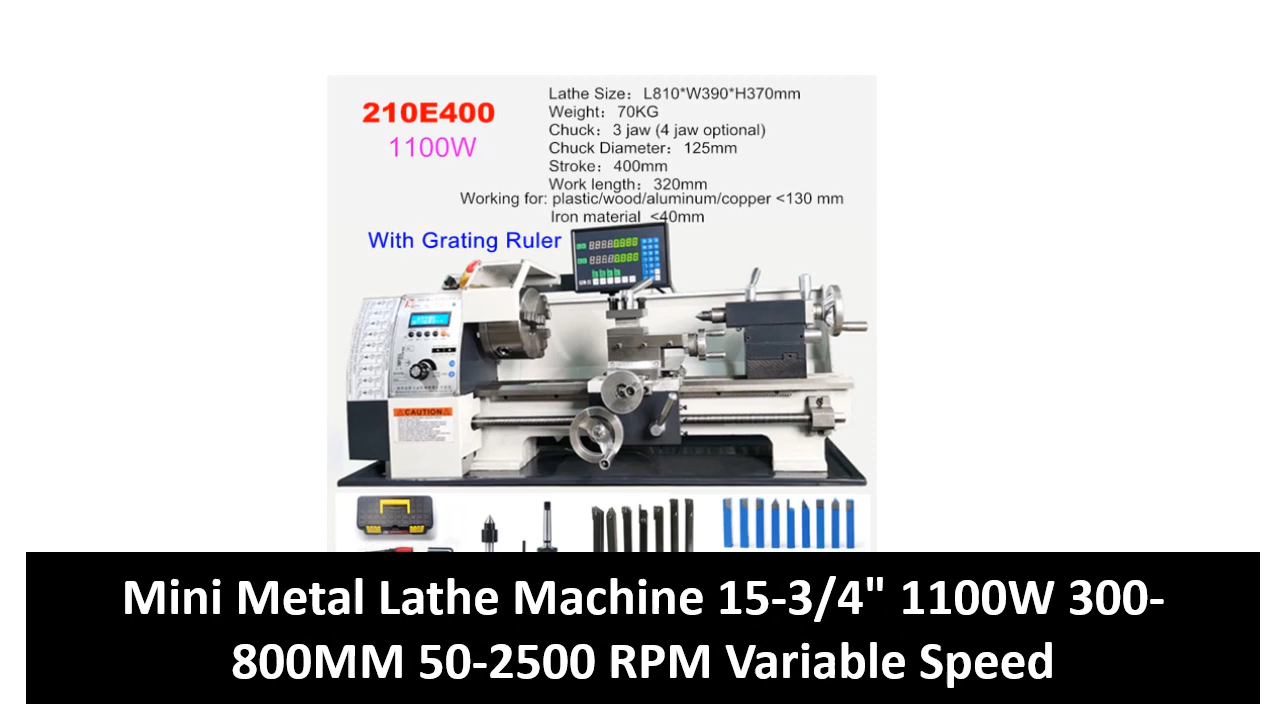 210E400
1100W
Lathe Size: L810*W390*H370mm
Weight: 70KG
Chuck: 3 jaw (4 jaw optional)
Chuck Diameter: 125mm
Stroke: 400mm
Work length: 320mm
Working for: plastic/wood/aluminum/copper <130 mm
Iron material <40mm
With Grating Ruler
CAUTION
Mini Metal Lathe Machine 15-3/4" 1100W 300-
800MM 50-2500 RPM Variable Speed